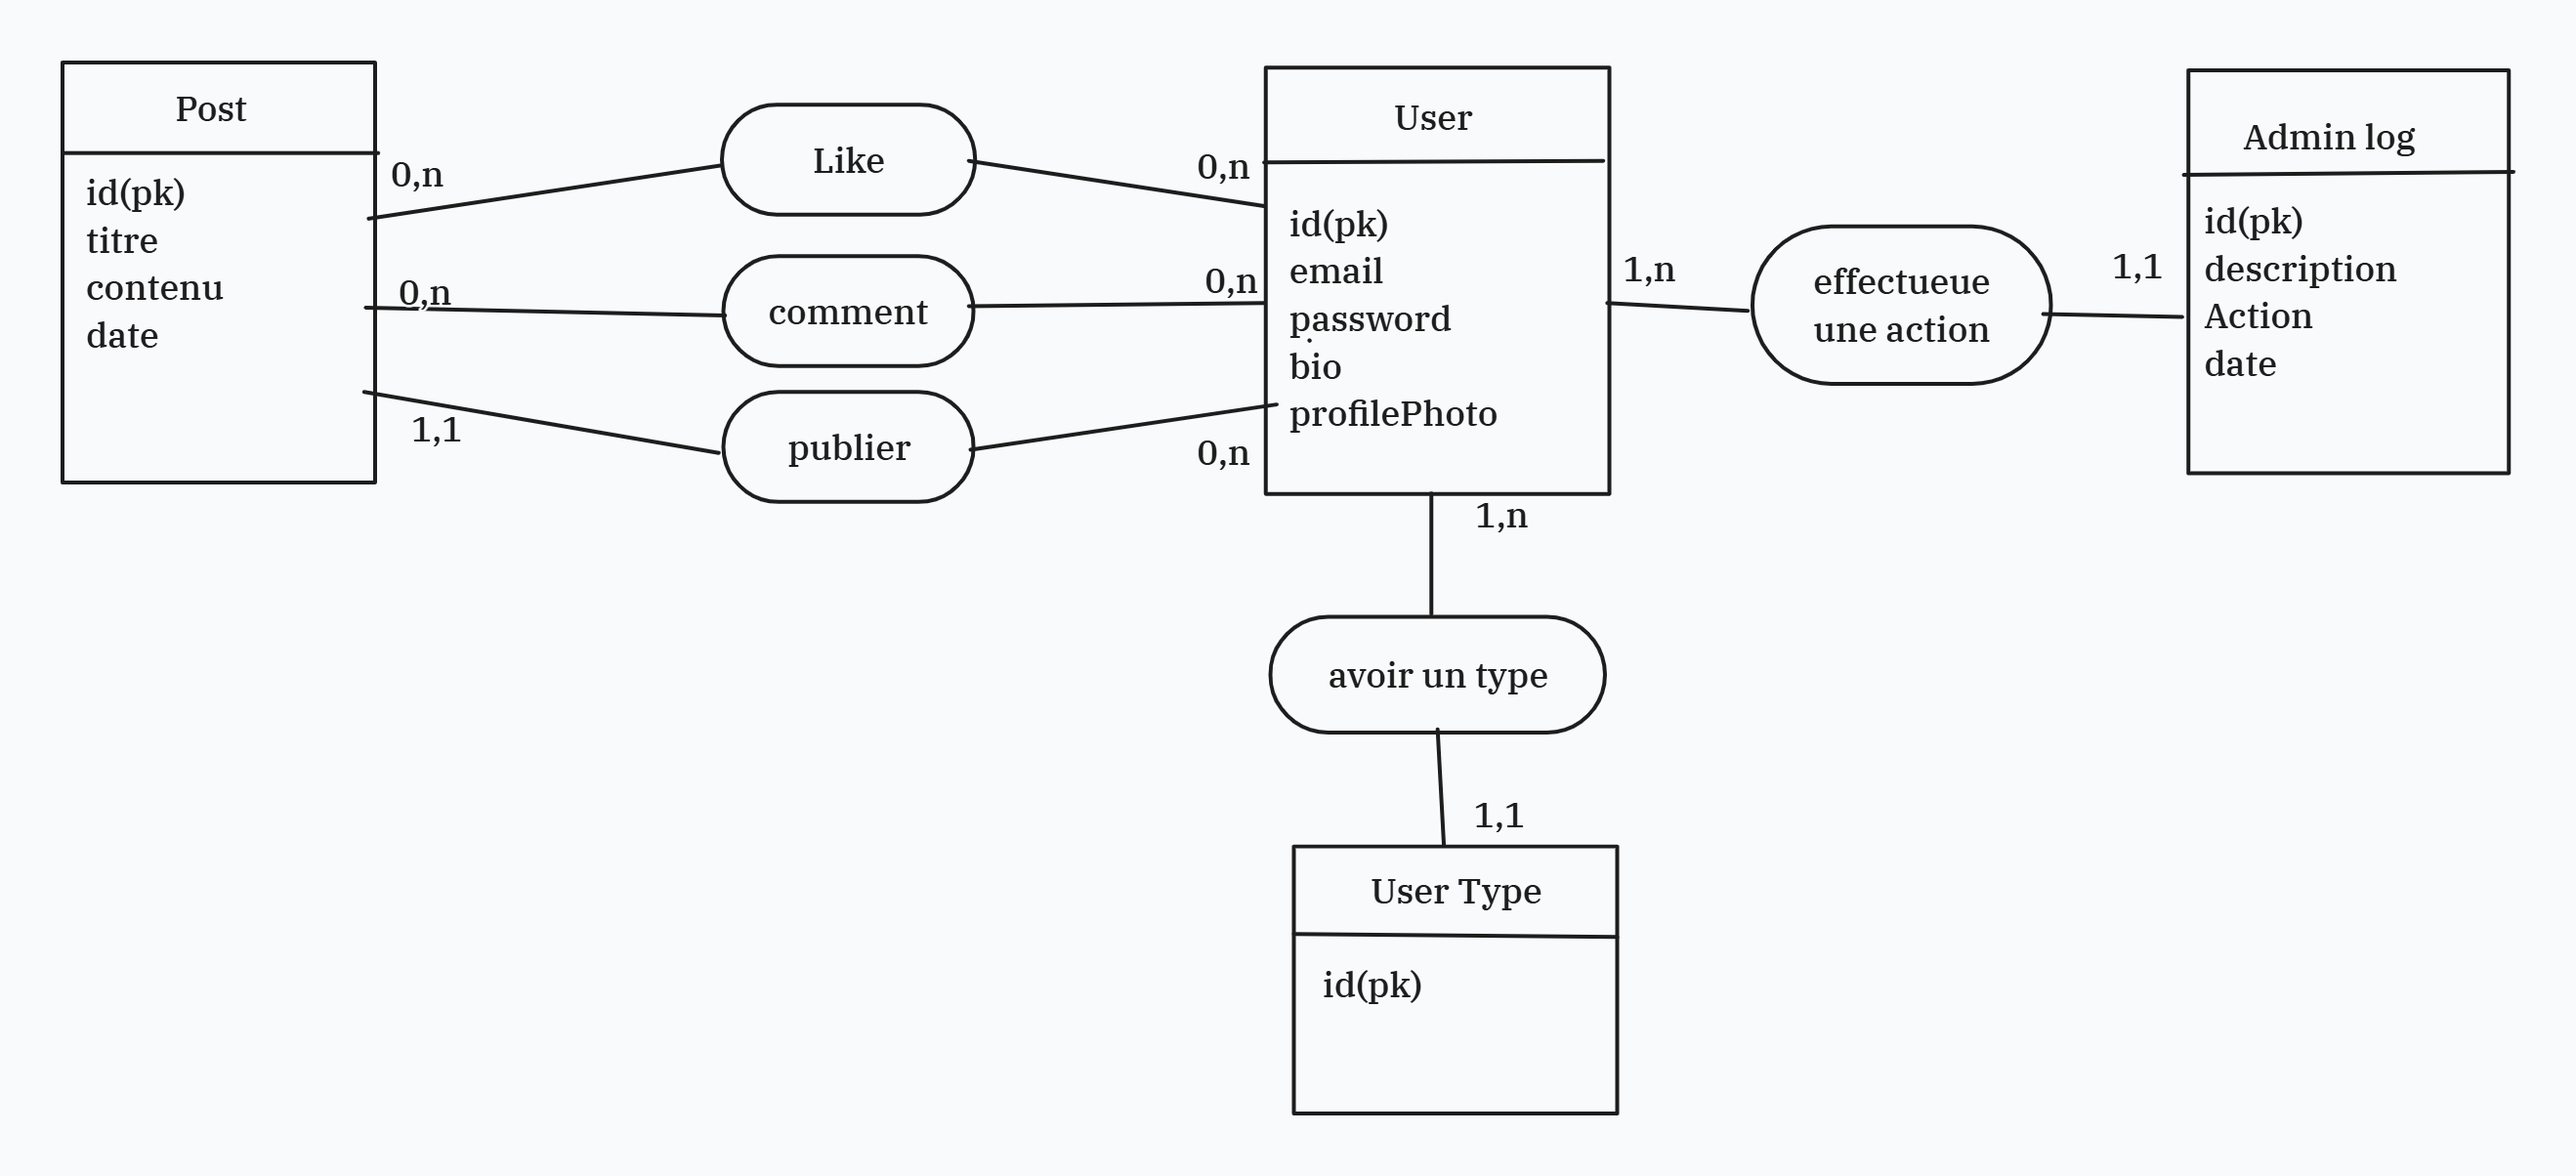 Post
id(pk)
titre
contenu
date
0,n
0,n
1,1
Like
comment
publier
0,n
0,n
0,n
User
id(pk)
email
password
bio
profilePhoto
1,n
effectueue
une action
1,1
Admin log
id(pk)
description
Action
date
1,n
avoir un type
1,1
User Type
id(pk)